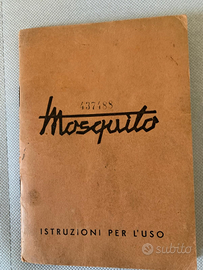 437488
Mosquito
ISTRUZIONI PER L'USO
subito